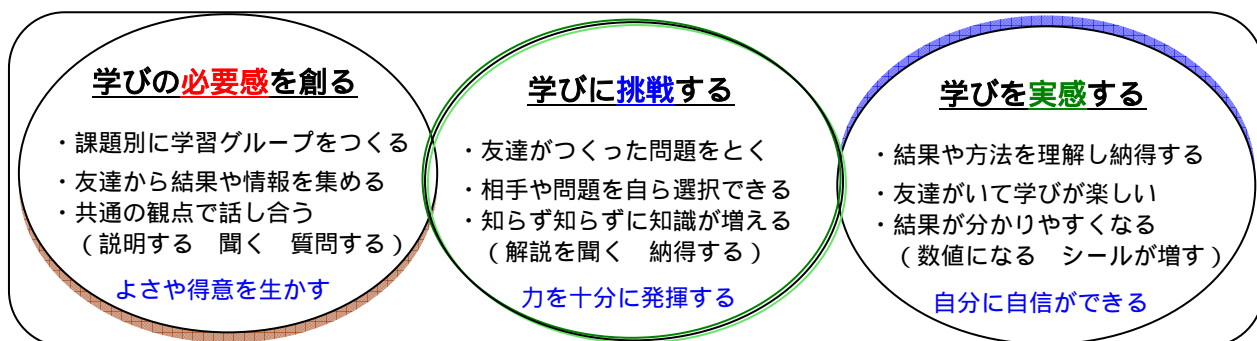 学びの必要感を創る
・課題別に学習グループをつくる
・友達から結果や情報を集める
・共通の観点で話し合う
（説明する　聞く　質問する）
よさや得意を生かす
学びに挑戦する
・友達がつくった問題をとく
・相手や問題を自ら選択できる
・知らず知らずに知識が増える
（解説を聞く　納得する）
力を十分に発揮する
学びを実感する
・結果や方法を理解し納得する
・友達がいて学びが楽しい
・結果が分かりやすくなる
（数値になる　シールが増す）
自分に自信ができる